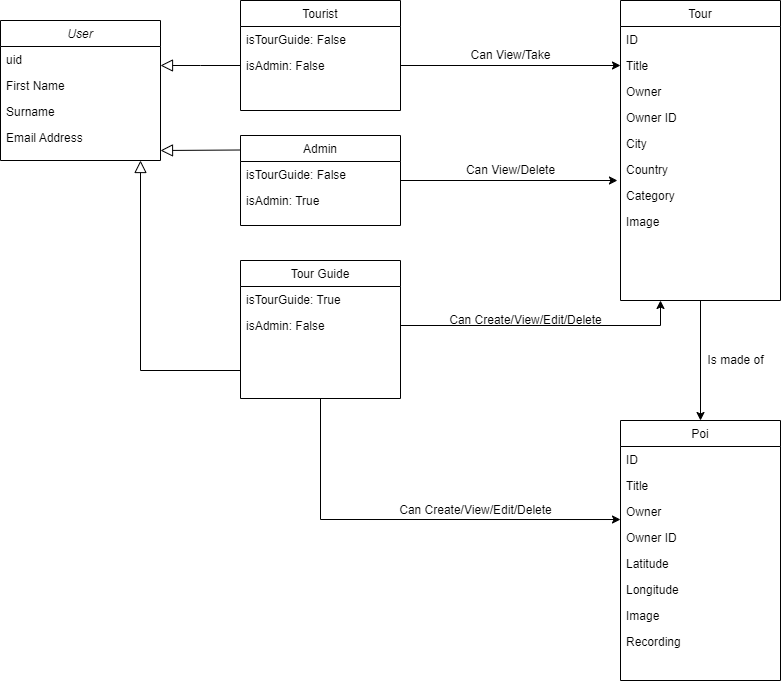 User
uid
First Name
Surname
Email Address
Tourist
isTourGuide: False
isAdmin: False
Can View/Take
Admin
isTourGuide: False
isAdmin: True
Can View/Delete
Tour Guide
isTourGuide: True
isAdmin: False
Can Create/View/Edit/Delete
Tour
ID
Title
Owner
Owner ID
City
Country
Category
Image
Is made of
Can Create/View/Edit/Delete
Poi
ID
Title
Owner
Owner ID
Latitude
Longitude
Image
Recording